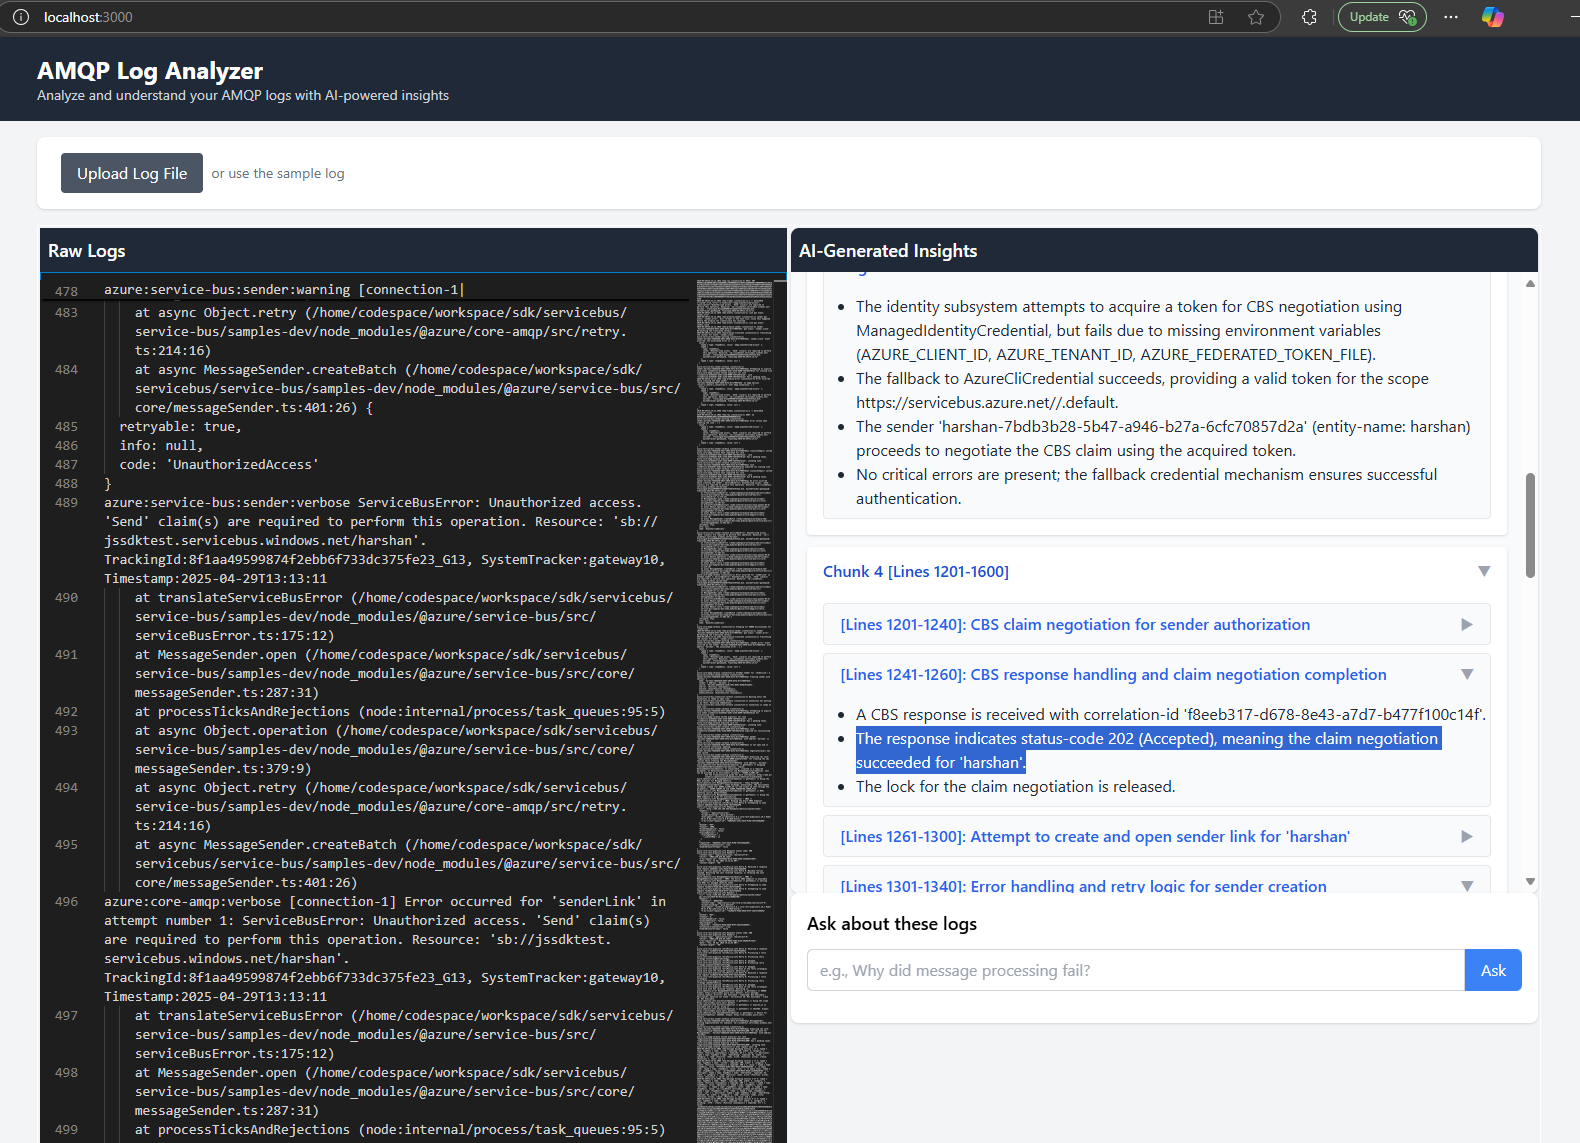 localhost:3000
Update
AMQP Log Analyzer
Analyze and understand your AMQP logs with AI-powered insights
Upload Log File
or use the sample log
Raw Logs
478 azure:service-bus:sender:warning [connection-1|
483 at async Object.retry (/home/codespace/workspace/sdk/servicebus/
service-bus/samples-dev/node_modules/@azure/core-amqp/src/retry.
ts:214:16)
484 at async MessageSender.createBatch (/home/codespace/workspace/sdk/
servicebus/service-bus/samples-dev/node_modules/@azure/service-bus/src/
core/messageSender.ts:401:26) {
485 retryable: true,
486 info: null,
487 code: 'UnauthorizedAccess'
488 }
489 azure:service-bus:sender:verbose ServiceBusError: Unauthorized access.
'Send' claim(s) are required to perform this operation. Resource: 'sb://
jssdktest.servicebus.windows.net/harshan'.
TrackingId:8f1aa49599874f2ebb6f733dc375fe23_G13, SystemTracker:gateway10,
Timestamp:2025-04-29T13:13:11
490 at translateServiceBusError (/home/codespace/workspace/sdk/servicebus/
service-bus/samples-dev/node_modules/@azure/service-bus/src/
serviceBusError.ts:175:12)
491 at MessageSender.open (/home/codespace/workspace/sdk/servicebus/
service-bus/samples-dev/node_modules/@azure/service-bus/src/core/
messageSender.ts:287:31)
492 at processTicksAndRejections (node:internal/process/task_queues:95:5)
493 at async Object.operation (/home/codespace/workspace/sdk/servicebus/
service-bus/samples-dev/node_modules/@azure/service-bus/src/core/
messageSender.ts:379:9)
494 at async Object.retry (/home/codespace/workspace/sdk/servicebus/
service-bus/samples-dev/node_modules/@azure/core-amqp/src/retry.
ts:214:16)
495 at async MessageSender.createBatch (/home/codespace/workspace/sdk/
servicebus/service-bus/samples-dev/node_modules/@azure/service-bus/src/
core/messageSender.ts:401:26)
496 azure:core-amqp:verbose [connection-1] Error occurred for 'senderLink' in
attempt number 1: ServiceBusError: Unauthorized access. 'Send' claim(s)
are required to perform this operation. Resource: 'sb://jssdktest.
servicebus.windows.net/harshan'.
TrackingId:8f1aa49599874f2ebb6f733dc375fe23_G13, SystemTracker:gateway10,
Timestamp:2025-04-29T13:13:11
497 at translateServiceBusError (/home/codespace/workspace/sdk/servicebus/
service-bus/samples-dev/node_modules/@azure/service-bus/src/
serviceBusError.ts:175:12)
498 at MessageSender.open (/home/codespace/workspace/sdk/servicebus/
service-bus/samples-dev/node_modules/@azure/service-bus/src/core/
messageSender.ts:287:31)
499 at processTicksAndRejections (node:internal/process/task_queues:95:5)
AI-Generated Insights
• The identity subsystem attempts to acquire a token for CBS negotiation using
ManagedIdentityCredential, but fails due to missing environment variables
(AZURE_CLIENT_ID, AZURE_TENANT_ID, AZURE_FEDERATED_TOKEN_FILE).
• The fallback to AzureCliCredential succeeds, providing a valid token for the scope
https://servicebus.azure.net//.default.
• The sender 'harshan-7bdb3b28-5b47-a946-b27a-6cfc70857d2a' (entity-name: harshan)
proceeds to negotiate the CBS claim using the acquired token.
• No critical errors are present; the fallback credential mechanism ensures successful
authentication.
Chunk 4 [Lines 1201-1600]
[Lines 1201-1240]: CBS claim negotiation for sender authorization
[Lines 1241-1260]: CBS response handling and claim negotiation completion
• A CBS response is received with correlation-id 'f8eeb317-d678-8e43-a7d7-b477f100c14f'.
• The response indicates status-code 202 (Accepted), meaning the claim negotiation
succeeded for 'harshan'.
• The lock for the claim negotiation is released.
[Lines 1261-1300]: Attempt to create and open sender link for 'harshan'
[Lines 1301-1340]: Error handling and retry logic for sender creation
Ask about these logs
e.g., Why did message processing fail?
Ask